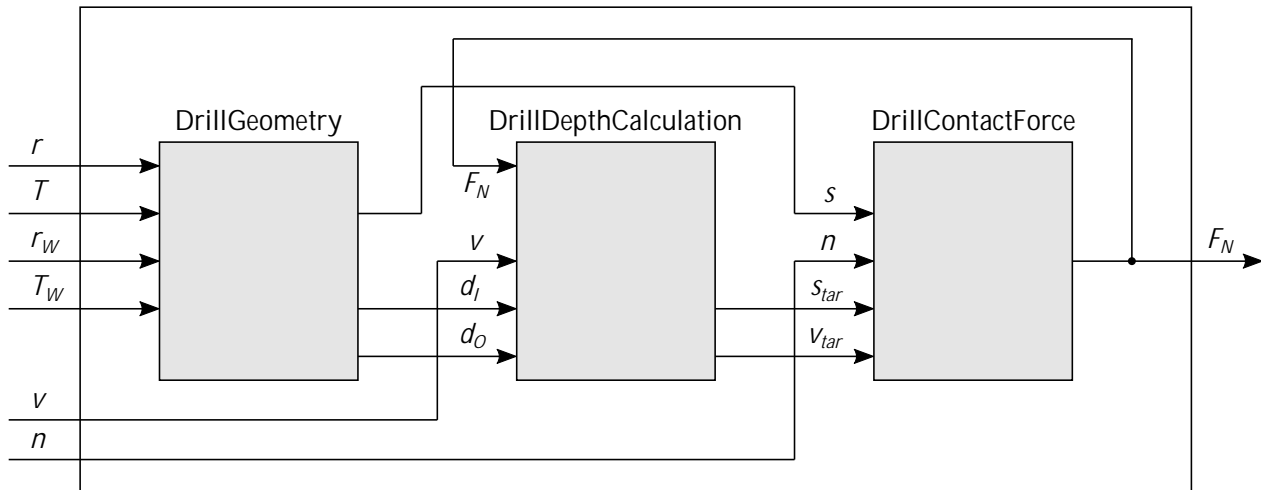 DrillGeometry
DrillDepthCalculation
DrillContactForce
r
T
r_W
T_W
v
n
F_N
v
d_I
d_O
s
n
s_tar
v_tar
F_N